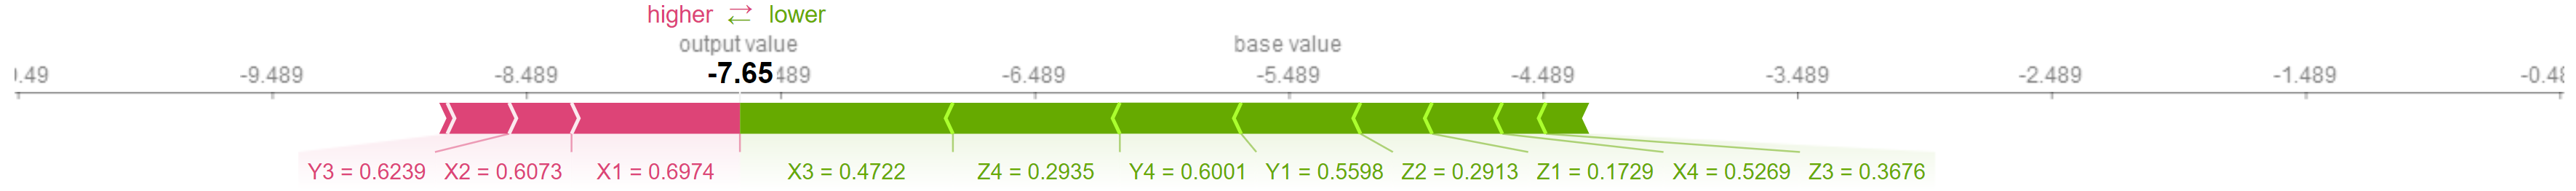 higher ⇄ lower
output value base value
.49 -9.489 -8.489 -7.65 489 -6.489 -5.489 -4.489 -3.489 -2.489 -1.489 -0.48
Y3 = 0.6239 X2 = 0.6073 X1 = 0.6974 X3 = 0.4722 Z4 = 0.2935 Y4 = 0.6001 Y1 = 0.5598 Z2 = 0.2913 Z1 = 0.1729 X4 = 0.5269 Z3 = 0.3676